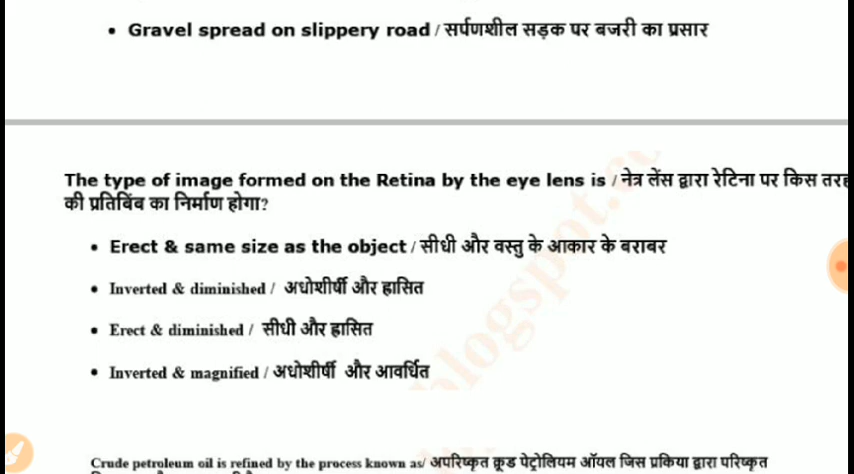 • Gravel spread on slippery road / सर्पणशील सड़क पर बजरी का प्रसार
The type of image formed on the Retina by the eye lens is / नेत्र लेंस द्वारा रेटिना पर किस तरह
की प्रतिबिंब का निर्माण होगा?
• Erect & same size as the object / सीधी और वस्तु के आकार के बराबर
• Inverted & diminished / अधोशीर्षी और ह्रासित
• Erect & diminished / सीधी और ह्रासित
• Inverted & magnified / अधोशीर्षी और आवर्धित
blogspot.c
Crude petroleum oil is refined by the process known as/ अपरिष्कृत क्रूड पेट्रोलियम ऑयल जिस प्रकिया द्वारा परिष्कृत